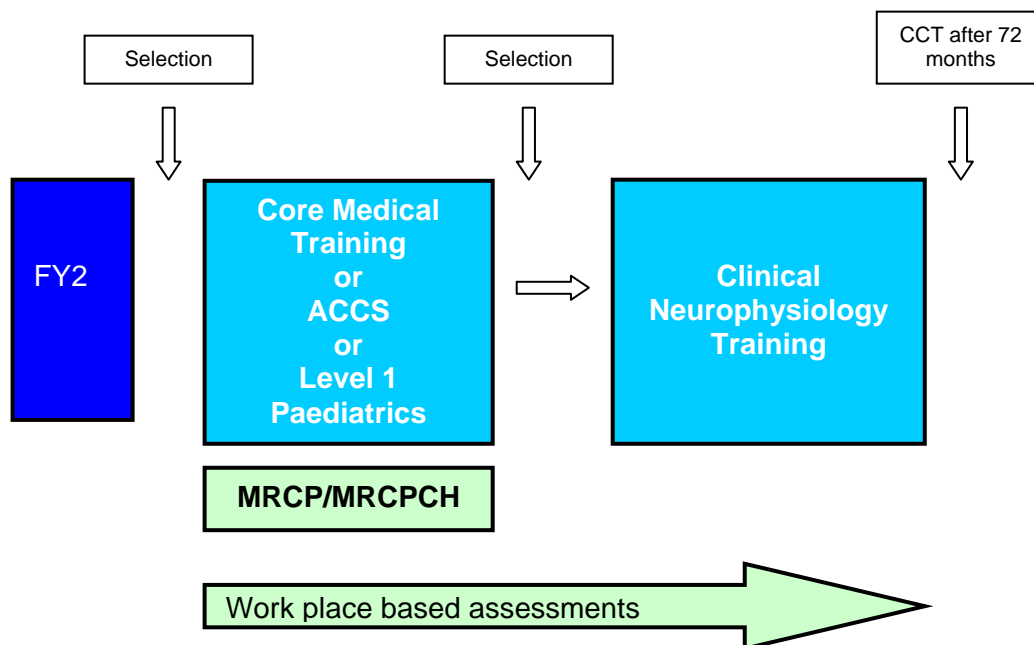 Selection
Selection
CCT after 72
months
FY2
Core Medical
Training
or
ACCS
or
Level 1
Paediatrics
Clinical
Neurophysiology
Training
MRCP/MRCPCH
Work place based assessments